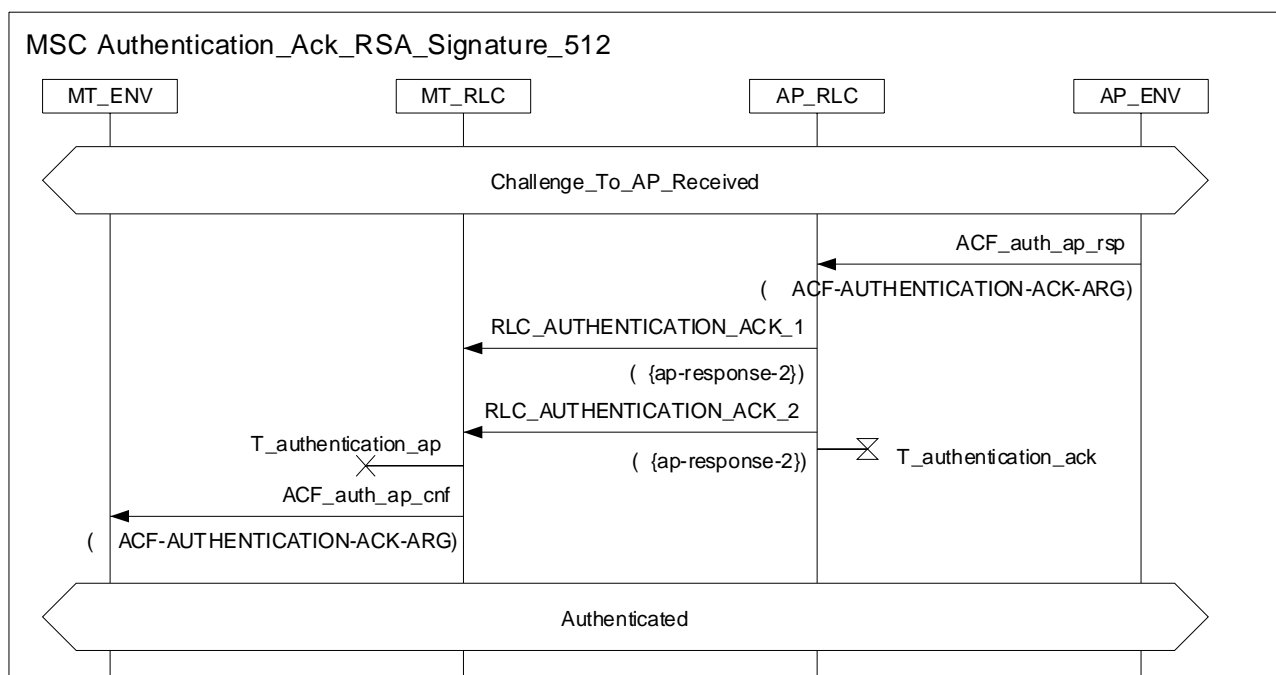 MSC Authentication_Ack_RSA_Signature_512
MT_ENV MT_RLC AP_RLC AP_ENV
Challenge_To_AP_Received
ACF_auth_ap_rsp
( ACF-AUTHENTICATION-ACK-ARG)
RLC_AUTHENTICATION_ACK_1
( {ap-response-2})
RLC_AUTHENTICATION_ACK_2
T_authentication_ap
( {ap-response-2})
T_authentication_ack
ACF_auth_ap_cnf
( ACF-AUTHENTICATION-ACK-ARG)
Authenticated